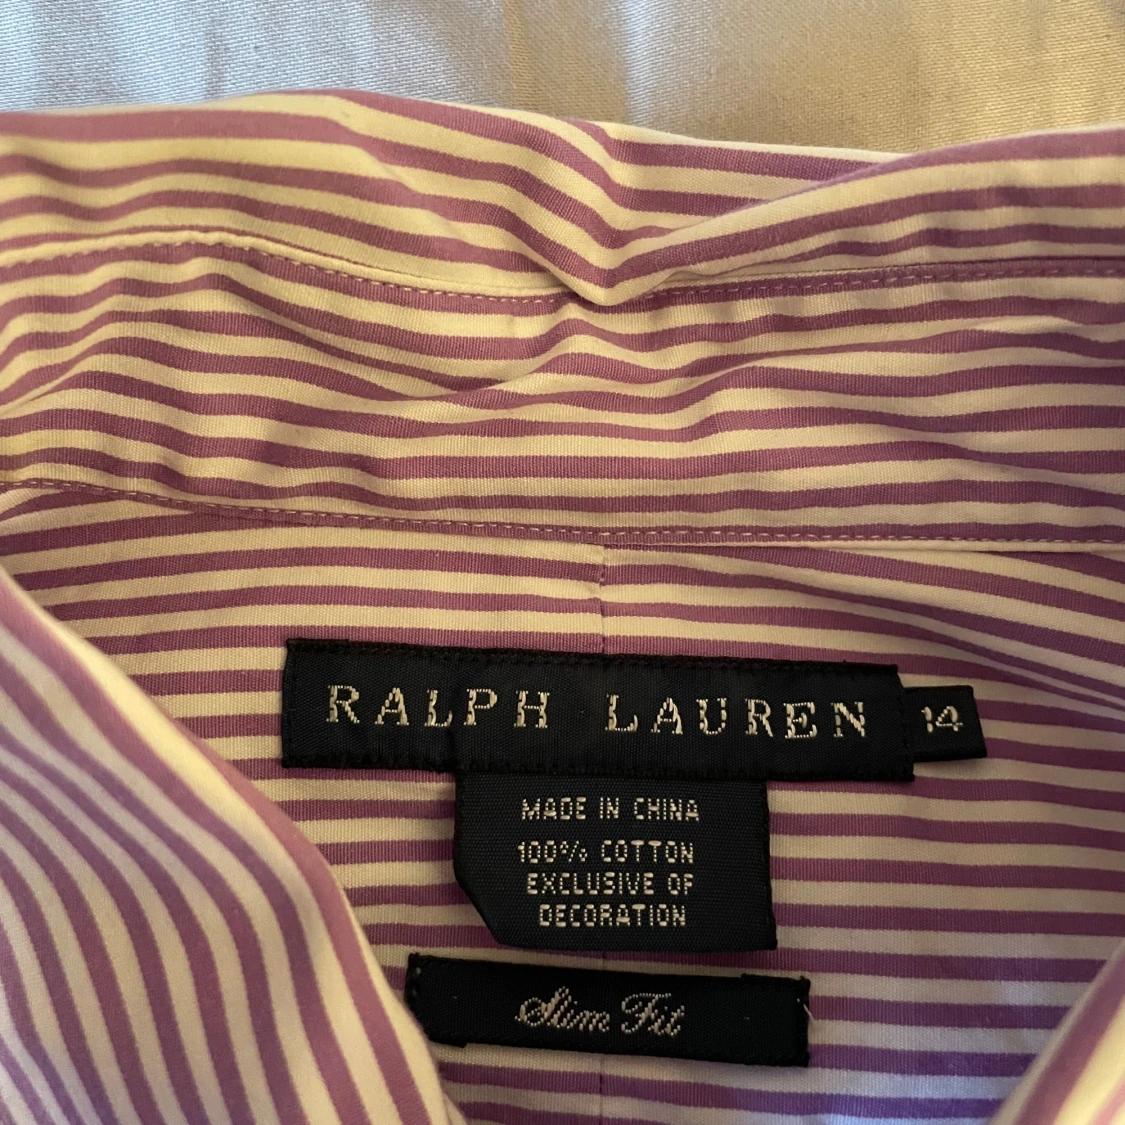 RALPH LAUREN 14
MADE IN CHINA
100% COTTON
EXCLUSIVE OF
DECORATION
Slim Fit